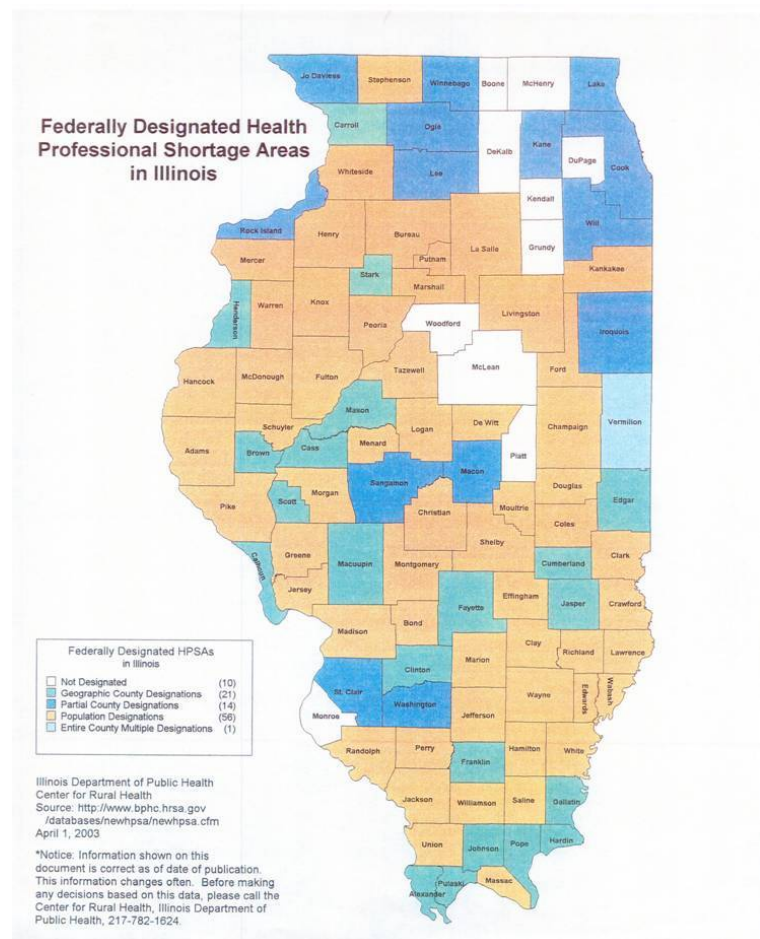 Federally Designated Health
Professional Shortage Areas
in Illinois
Jo Daviess
Stephenson
Winnebago
Boone
McHenry
Lake
Carroll
Ogle
DeKalb
Kane
DuPage
Cook
Whiteside
Lee
Kendall
Will
Rock Island
Henry
Bureau
La Salle
Grundy
Mercer
Putnam
Kankakee
Stark
Marshall
Henderson
Warren
Knox
Peoria
Woodford
Livingston
Iroquois
McLean
Hancock
McDonough
Fulton
Tazewell
Ford
Mason
Vermilion
Schuyler
Logan
De Witt
Champaign
Adams
Brown
Cass
Menard
Piatt
Sangamon
Macon
Douglas
Pike
Scott
Morgan
Christian
Moultrie
Edgar
Coles
Shelby
Calhoun
Greene
Macoupin
Montgomery
Cumberland
Clark
Jersey
Fayette
Effingham
Jasper
Crawford
Madison
Bond
Clay
Richland
Lawrence
Clinton
Marion
St. Clair
Washington
Wayne
Edwards
Wabash
Monroe
Jefferson
Randolph
Perry
Hamilton
White
Franklin
Jackson
Williamson
Saline
Gallatin
Union
Johnson
Pope
Hardin
Alexander
Pulaski
Massac
Federally Designated HPSAs
in Illinois
Not Designated (10)
Geographic County Designations (21)
Partial County Designations (14)
Population Designations (56)
Entire County Multiple Designations (1)
Illinois Department of Public Health
Center for Rural Health
Source: http://www.bphc.hrsa.gov
/databases/newhpsa/newhpsa.cfm
April 1, 2003
*Notice: Information shown on this
document is correct as of date of publication.
This information changes often. Before making
any decisions based on this data, please call the
Center for Rural Health, Illinois Department of
Public Health, 217-782-1624.